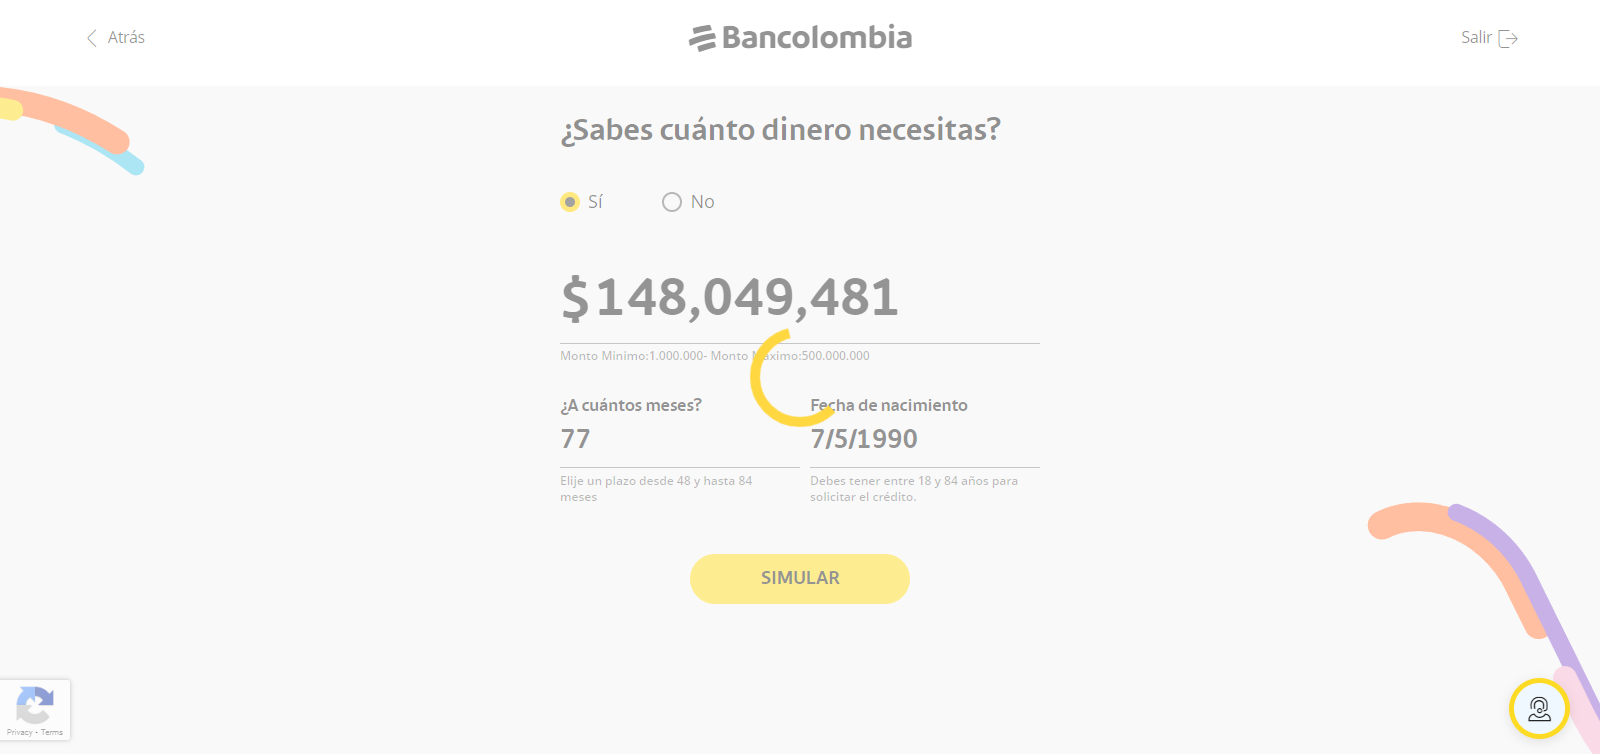 Atrás
Bancolombia
Salir
¿Sabes cuánto dinero necesitas?
Sí
No
$148,049,481
Monto Minimo:1.000.000- Monto Maximo:500.000.000
¿A cuántos meses?
Fecha de nacimiento
77
7/5/1990
Elije un plazo desde 48 y hasta 84
meses
Debes tener entre 18 y 84 años para
solicitar el crédito.
SIMULAR
Privacy - Terms